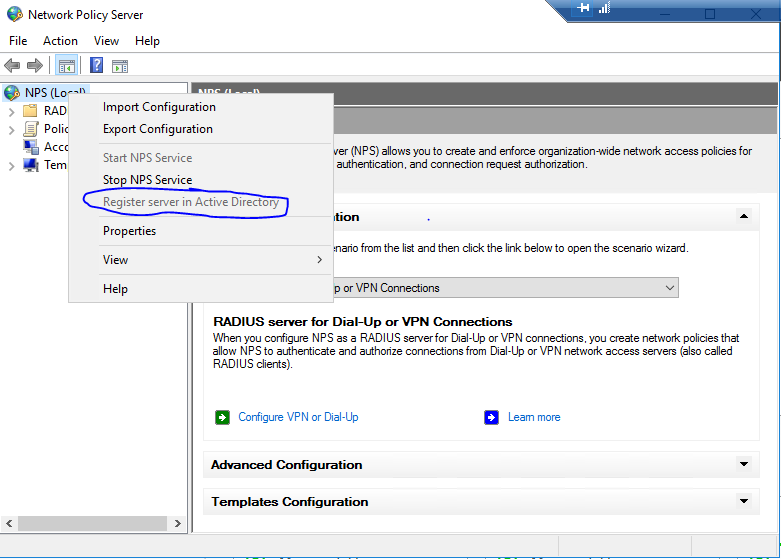 Network Policy Server
File Action View Help
NPS (Local)
NPS (Local)
RAD
Polic
Acco
Tem
Import Configuration
Export Configuration
Start NPS Service
Stop NPS Service
Register server in Active Directory
Properties
View
Help
ver (NPS) allows you to create and enforce organization-wide network access policies for
authentication, and connection request authorization.
ation
enario from the list and then click the link below to open the scenario wizard.
p or VPN Connections
RADIUS server for Dial-Up or VPN Connections
When you configure NPS as a RADIUS server for Dial-Up or VPN connections, you create network policies that
allow NPS to authenticate and authorize connections from Dial-Up or VPN network access servers (also called
RADIUS clients).
Configure VPN or Dial-Up Learn more
Advanced Configuration
Templates Configuration